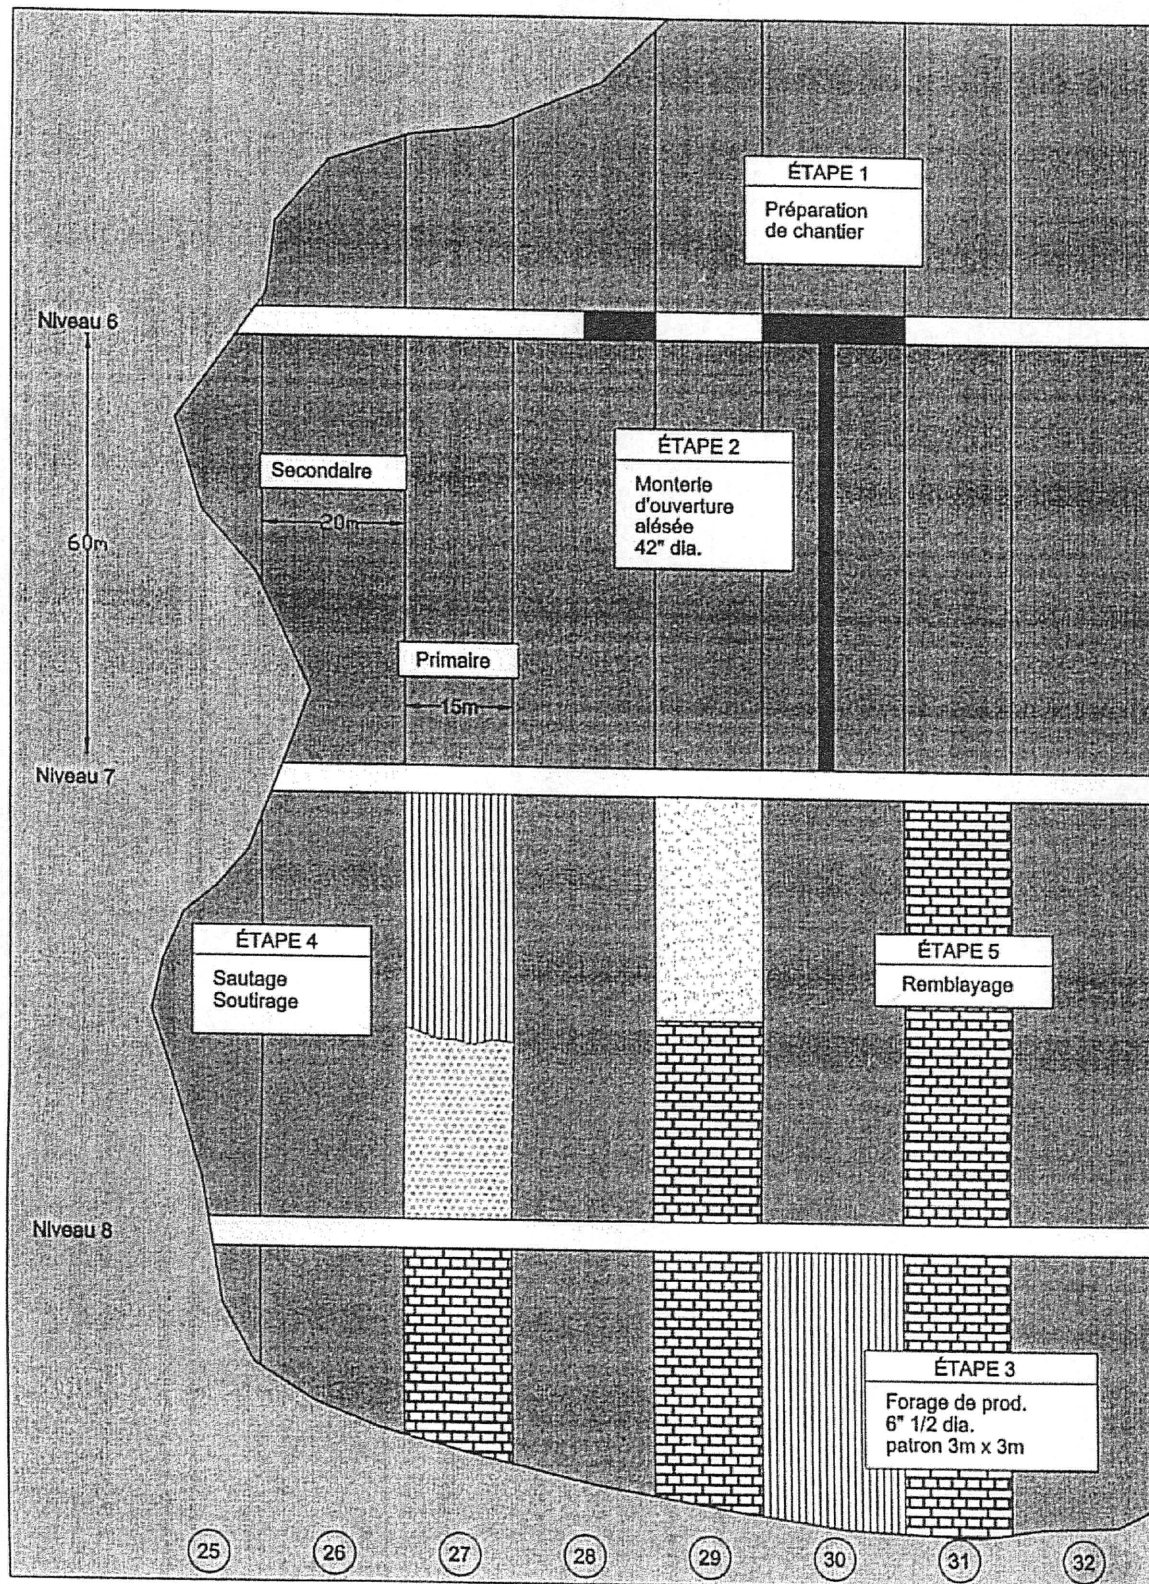 ÉTAPE 1
Préparation
de chantier
Niveau 6
ÉTAPE 2
Monterie
d'ouverture
alésée
42" dia.
Secondaire
20m
60m
Primaire
15m
Niveau 7
ÉTAPE 4
Sautage
Soutirage
ÉTAPE 5
Remblayage
Niveau 8
ÉTAPE 3
Forage de prod.
6" 1/2 dia.
patron 3m x 3m
25 26 27 28 29 30 31 32